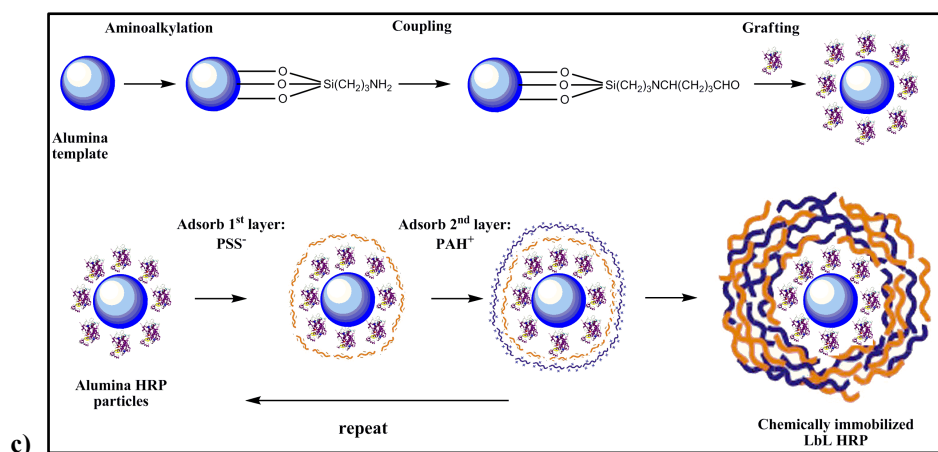 Aminoalkylation
Coupling
Grafting
O
O
O
Si(CH2)3NH2
O
O
O
Si(CH2)3NCH(CH2)3CHO
Alumina
template
Adsorb 1st layer:
PSS-
Adsorb 2nd layer:
PAH+
Alumina HRP
particles
repeat
Chemically immobilized
LbL HRP
c)